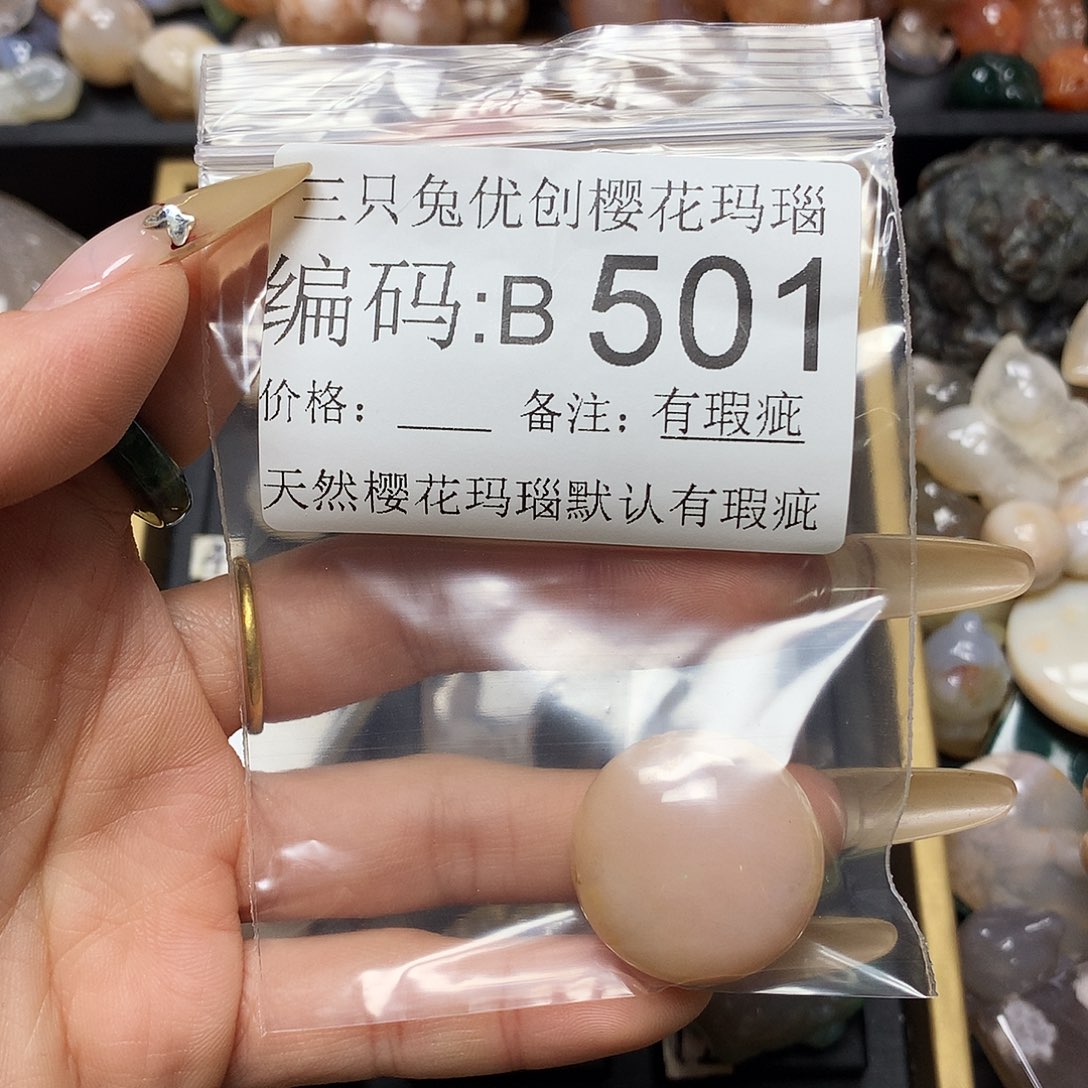 三只兔优创樱花玛瑙
编码:B 501
价格：____ 备注：有瑕疵
天然樱花玛瑙默认有瑕疵